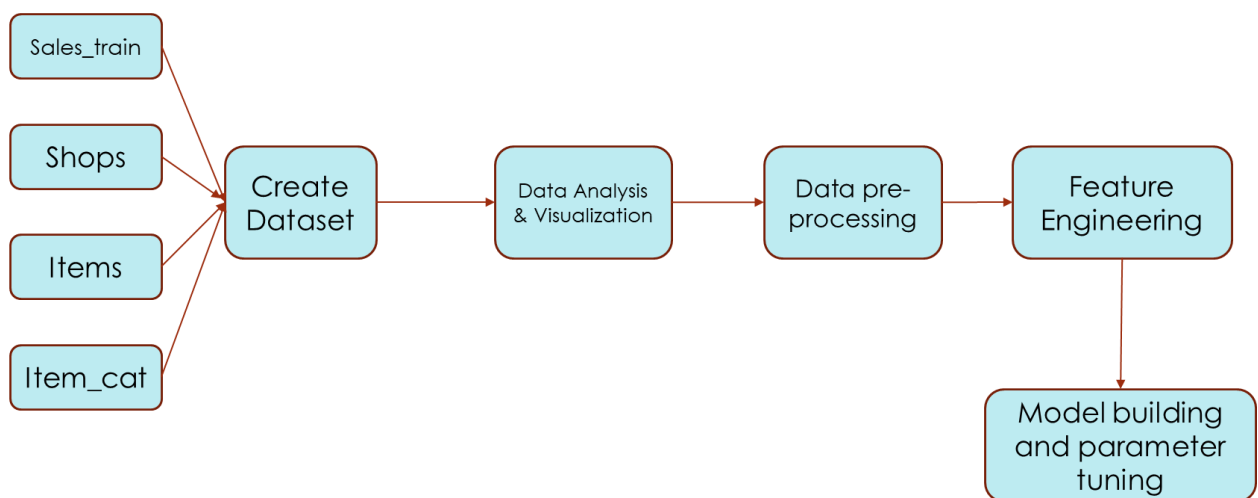 Sales_train
Shops
Items
Item_cat
Create
Dataset
Data Analysis
& Visualization
Data pre-
processing
Feature
Engineering
Model building
and parameter
tuning